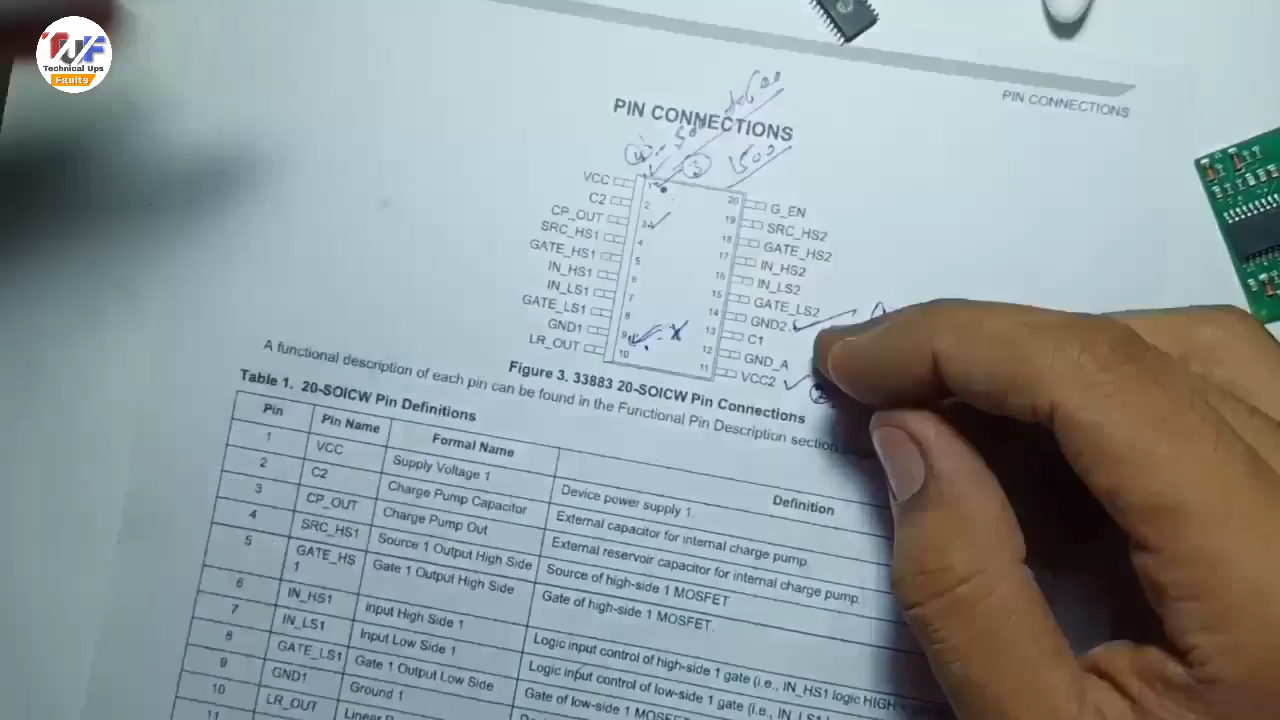 TUF
Technical Ups
Faults
PIN CONNECTIONS
PIN CONNECTIONS
VCC 1 20 G_EN
C2 2 19 SRC_HS2
CP_OUT 3 18 GATE_HS2
SRC_HS1 4 17 IN_HS2
GATE_HS1 5 16 IN_LS2
IN_HS1 6 15 GATE_LS2
IN_LS1 7 14 GND2
GATE_LS1 8 13 C1
GND1 9 12 GND_A
LR_OUT 10 11 VCC2
Figure 3. 33883 20-SOICW Pin Connections
A functional description of each pin can be found in the Functional Pin Description section
Table 1. 20-SOICW Pin Definitions
Pin Pin Name Formal Name Definition
1 VCC Supply Voltage 1 Device power supply 1.
2 C2 Charge Pump Capacitor External capacitor for internal charge pump.
3 CP_OUT Charge Pump Out External reservoir capacitor for internal charge pump.
4 SRC_HS1 Source 1 Output High Side Source of high-side 1 MOSFET
5 GATE_HS
1 Gate 1 Output High Side Gate of high-side 1 MOSFET.
6 IN_HS1 Input High Side 1 Logic input control of high-side 1 gate (i.e., IN_HS1 logic HIGH
7 IN_LS1 Input Low Side 1 Logic input control of low-side 1 gate (i.e., IN_LS1
8 GATE_LS1 Gate 1 Output Low Side Gate of low-side 1
9 GND1 Ground 1
10 LR_OUT
11